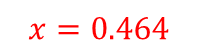 x = 0.464